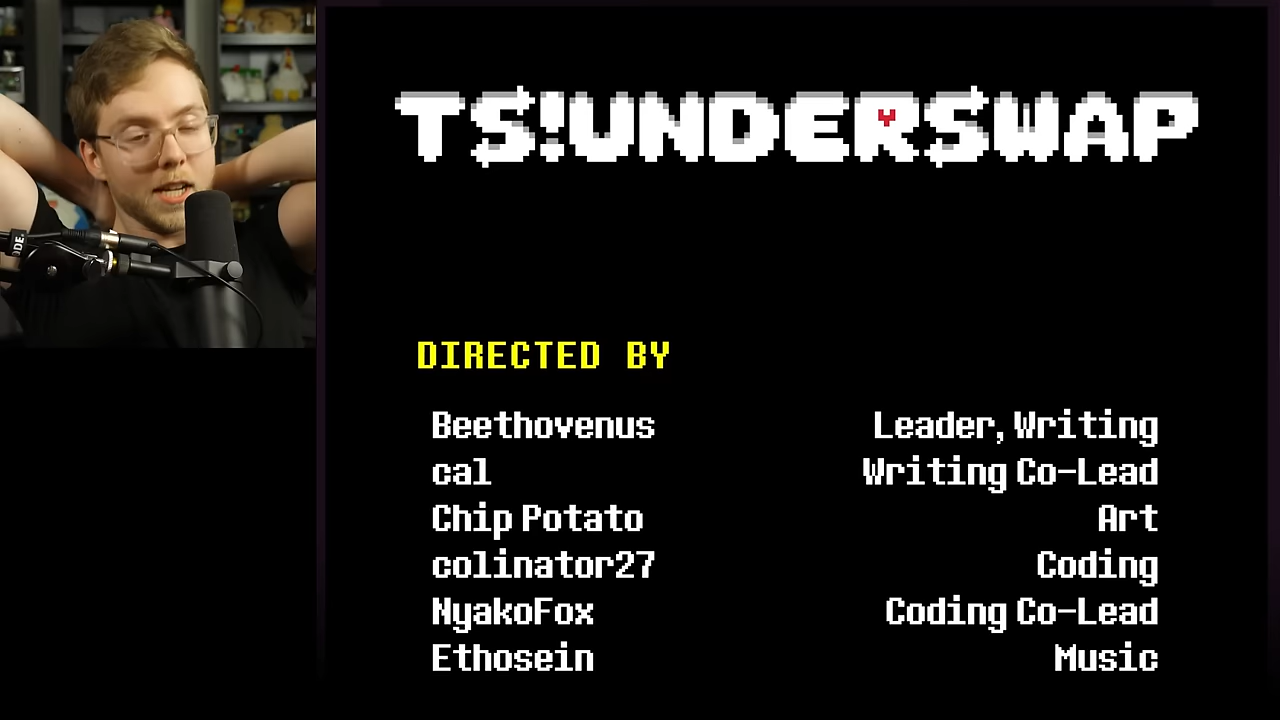 TS!UNDERSWAP
DIRECTED BY
Beethovenus Leader, Writing
cal Writing Co-Lead
Chip Potato Art
colinator27 Coding
NyakoFox Coding Co-Lead
Ethosein Music